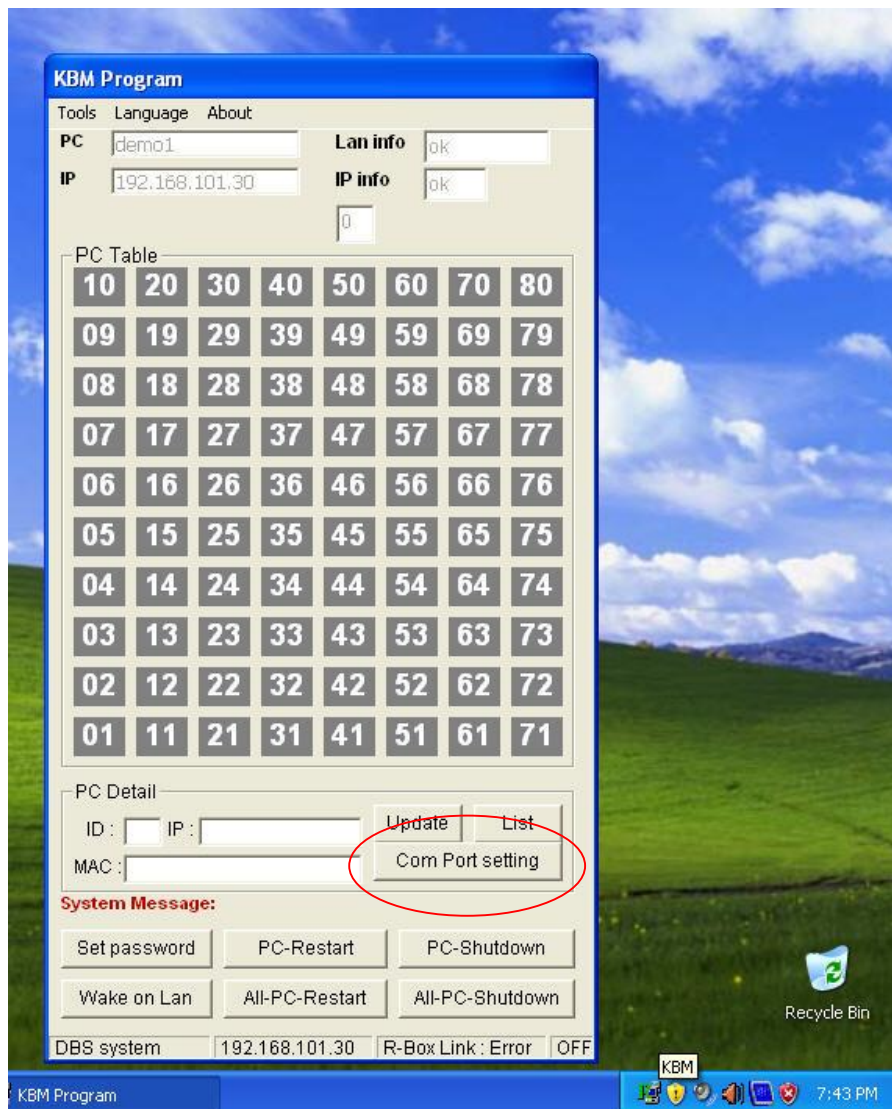 KBM Program
Tools Language About
PC demo1 Lan info ok
IP 192.168.101.30 IP info ok
0
PC Table
10 20 30 40 50 60 70 80
09 19 29 39 49 59 69 79
08 18 28 38 48 58 68 78
07 17 27 37 47 57 67 77
06 16 26 36 46 56 66 76
05 15 25 35 45 55 65 75
04 14 24 34 44 54 64 74
03 13 23 33 43 53 63 73
02 12 22 32 42 52 62 72
01 11 21 31 41 51 61 71
PC Detail
ID : IP : Update List
MAC : Com Port setting
System Message:
Set password PC-Restart PC-Shutdown
Wake on Lan All-PC-Restart All-PC-Shutdown
Recycle Bin
DBS system 192.168.101.30 R-Box Link : Error OFF
KBM
KBM Program 7:43 PM